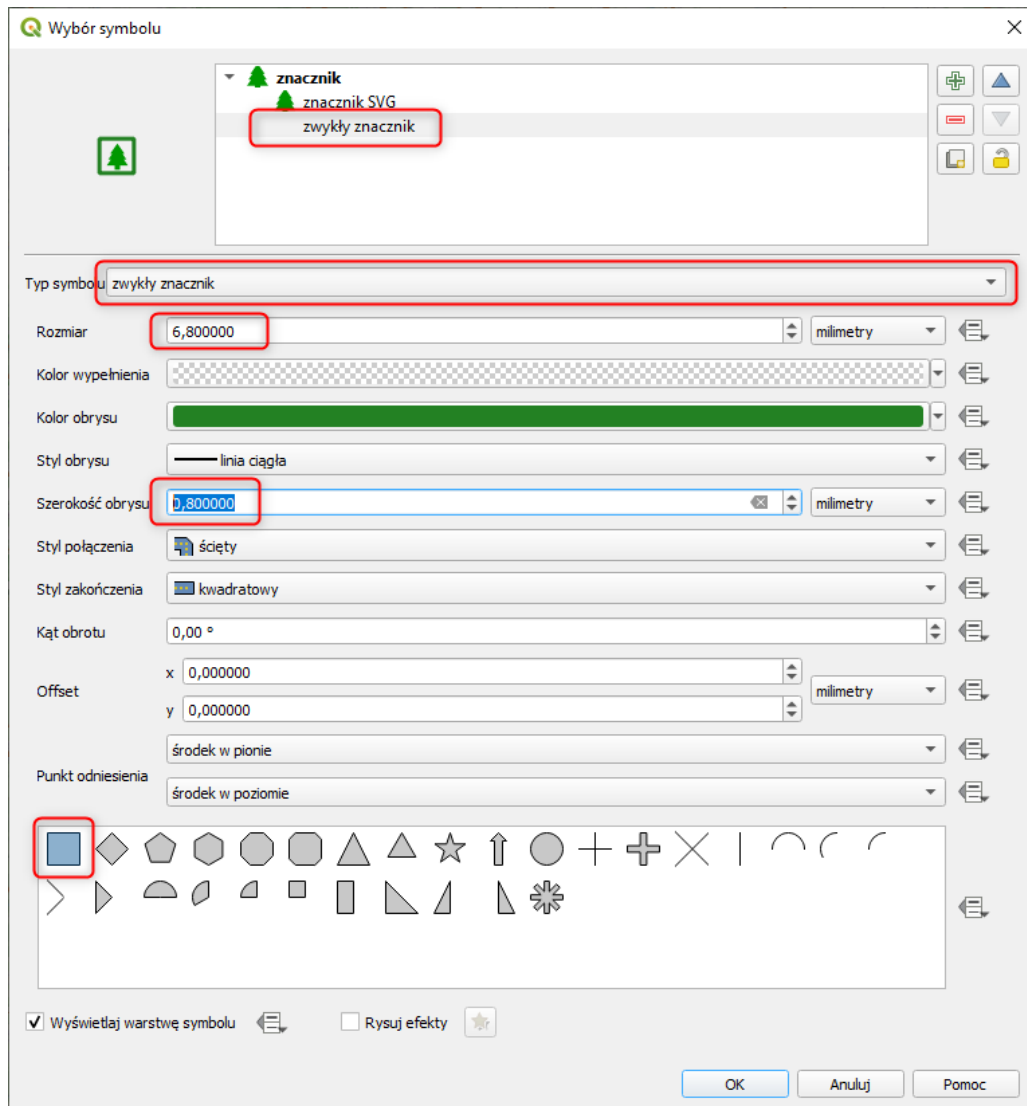 Wybór symbolu
znacznik
znacznik SVG
zwykły znacznik
Typ symbolu zwykły znacznik
Rozmiar 6,800000 milimetry
Kolor wypełnienia
Kolor obrysu
Styl obrysu linia ciągła
Szerokość obrysu 0,800000 milimetry
Styl połączenia ścięty
Styl zakończenia kwadratowy
Kąt obrotu 0,00 °
x 0,000000
Offset milimetry
y 0,000000
środek w pionie
Punkt odniesienia
środek w poziomie
Wyświetlaj warstwę symbolu Rysuj efekty
OK Anuluj Pomoc